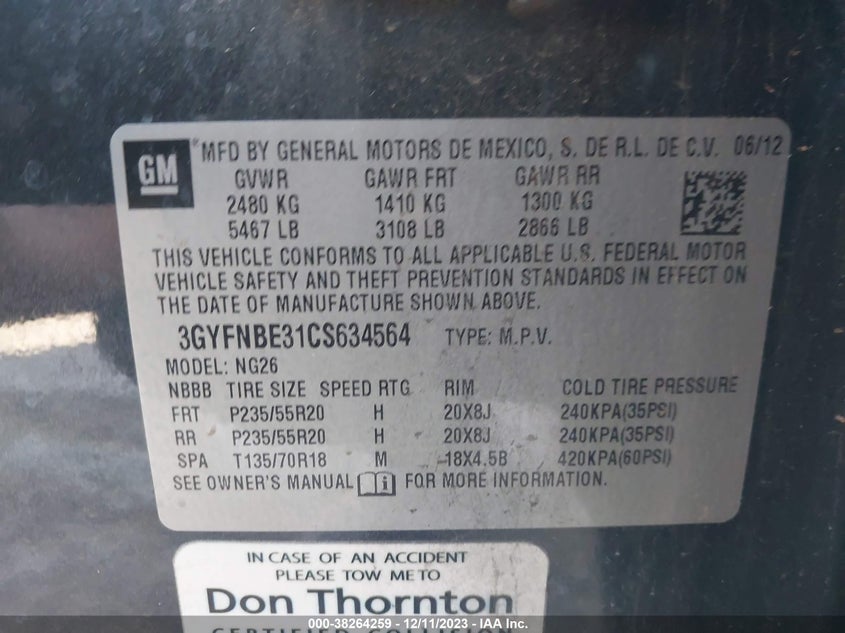 GM ® MFD BY GENERAL MOTORS DE MEXICO, S. DE R.L. DE C.V. 06/12
GVWR GAWR FRT GAWR RR
2480 KG 1410 KG 1300 KG
5467 LB 3108 LB 2866 LB
THIS VEHICLE CONFORMS TO ALL APPLICABLE U.S. FEDERAL MOTOR
VEHICLE SAFETY AND THEFT PREVENTION STANDARDS IN EFFECT ON
THE DATE OF MANUFACTURE SHOWN ABOVE.
3GYFNBE31CS634564 TYPE: M.P.V.
MODEL: NG26
NBBB TIRE SIZE SPEED RTG RIM COLD TIRE PRESSURE
FRT P235/55R20 H 20X8J 240KPA(35PSI)
RR P235/55R20 H 20X8J 240KPA(35PSI)
SPA T135/70R18 M 18X4.5B 420KPA(60PSI)
SEE OWNER'S MANUAL FOR MORE INFORMATION.
IN CASE OF AN ACCIDENT
PLEASE TOW ME TO
Don Thornton
CERTIFIED COLLISION
000-38264259 - 12/11/2023 - IAA Inc.